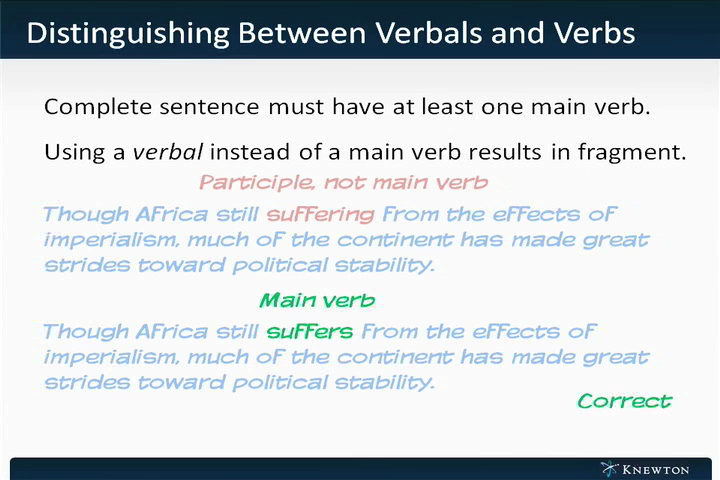 Distinguishing Between Verbals and Verbs
Complete sentence must have at least one main verb.
Using a verbal instead of a main verb results in fragment.
Participle, not main verb
Though Africa still suffering from the effects of
imperialism, much of the continent has made great
strides toward political stability.
Main verb
Though Africa still suffers from the effects of
imperialism, much of the continent has made great
strides toward political stability.
Correct
KNEWTON